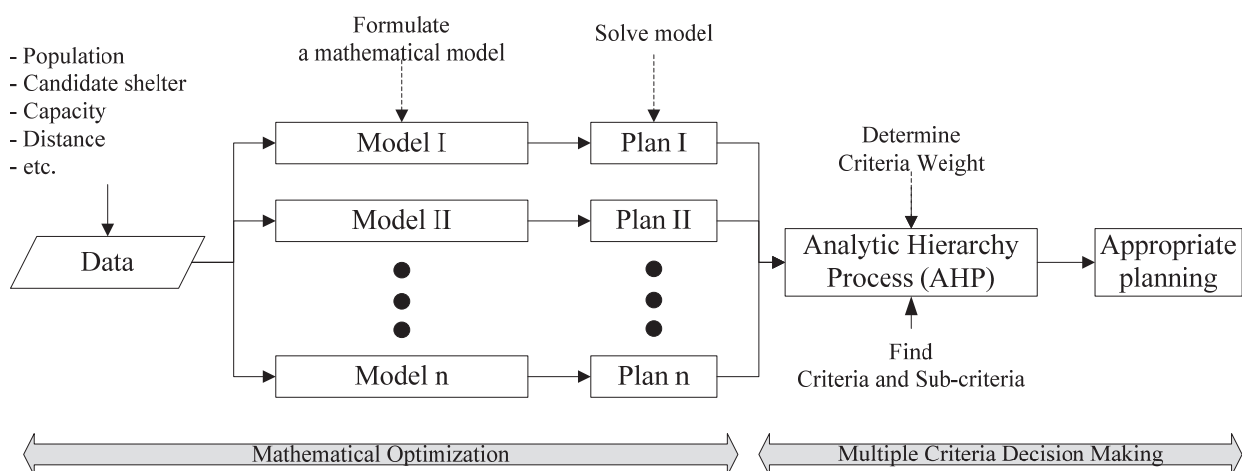 - Population
- Candidate shelter
- Capacity
- Distance
- etc.
Data
Formulate
a mathematical model
Solve model
Model I
Plan I
Model II
Plan II
Model n
Plan n
Determine
Criteria Weight
Analytic Hierarchy
Process (AHP)
Find
Criteria and Sub-criteria
Appropriate
planning
Mathematical Optimization
Multiple Criteria Decision Making